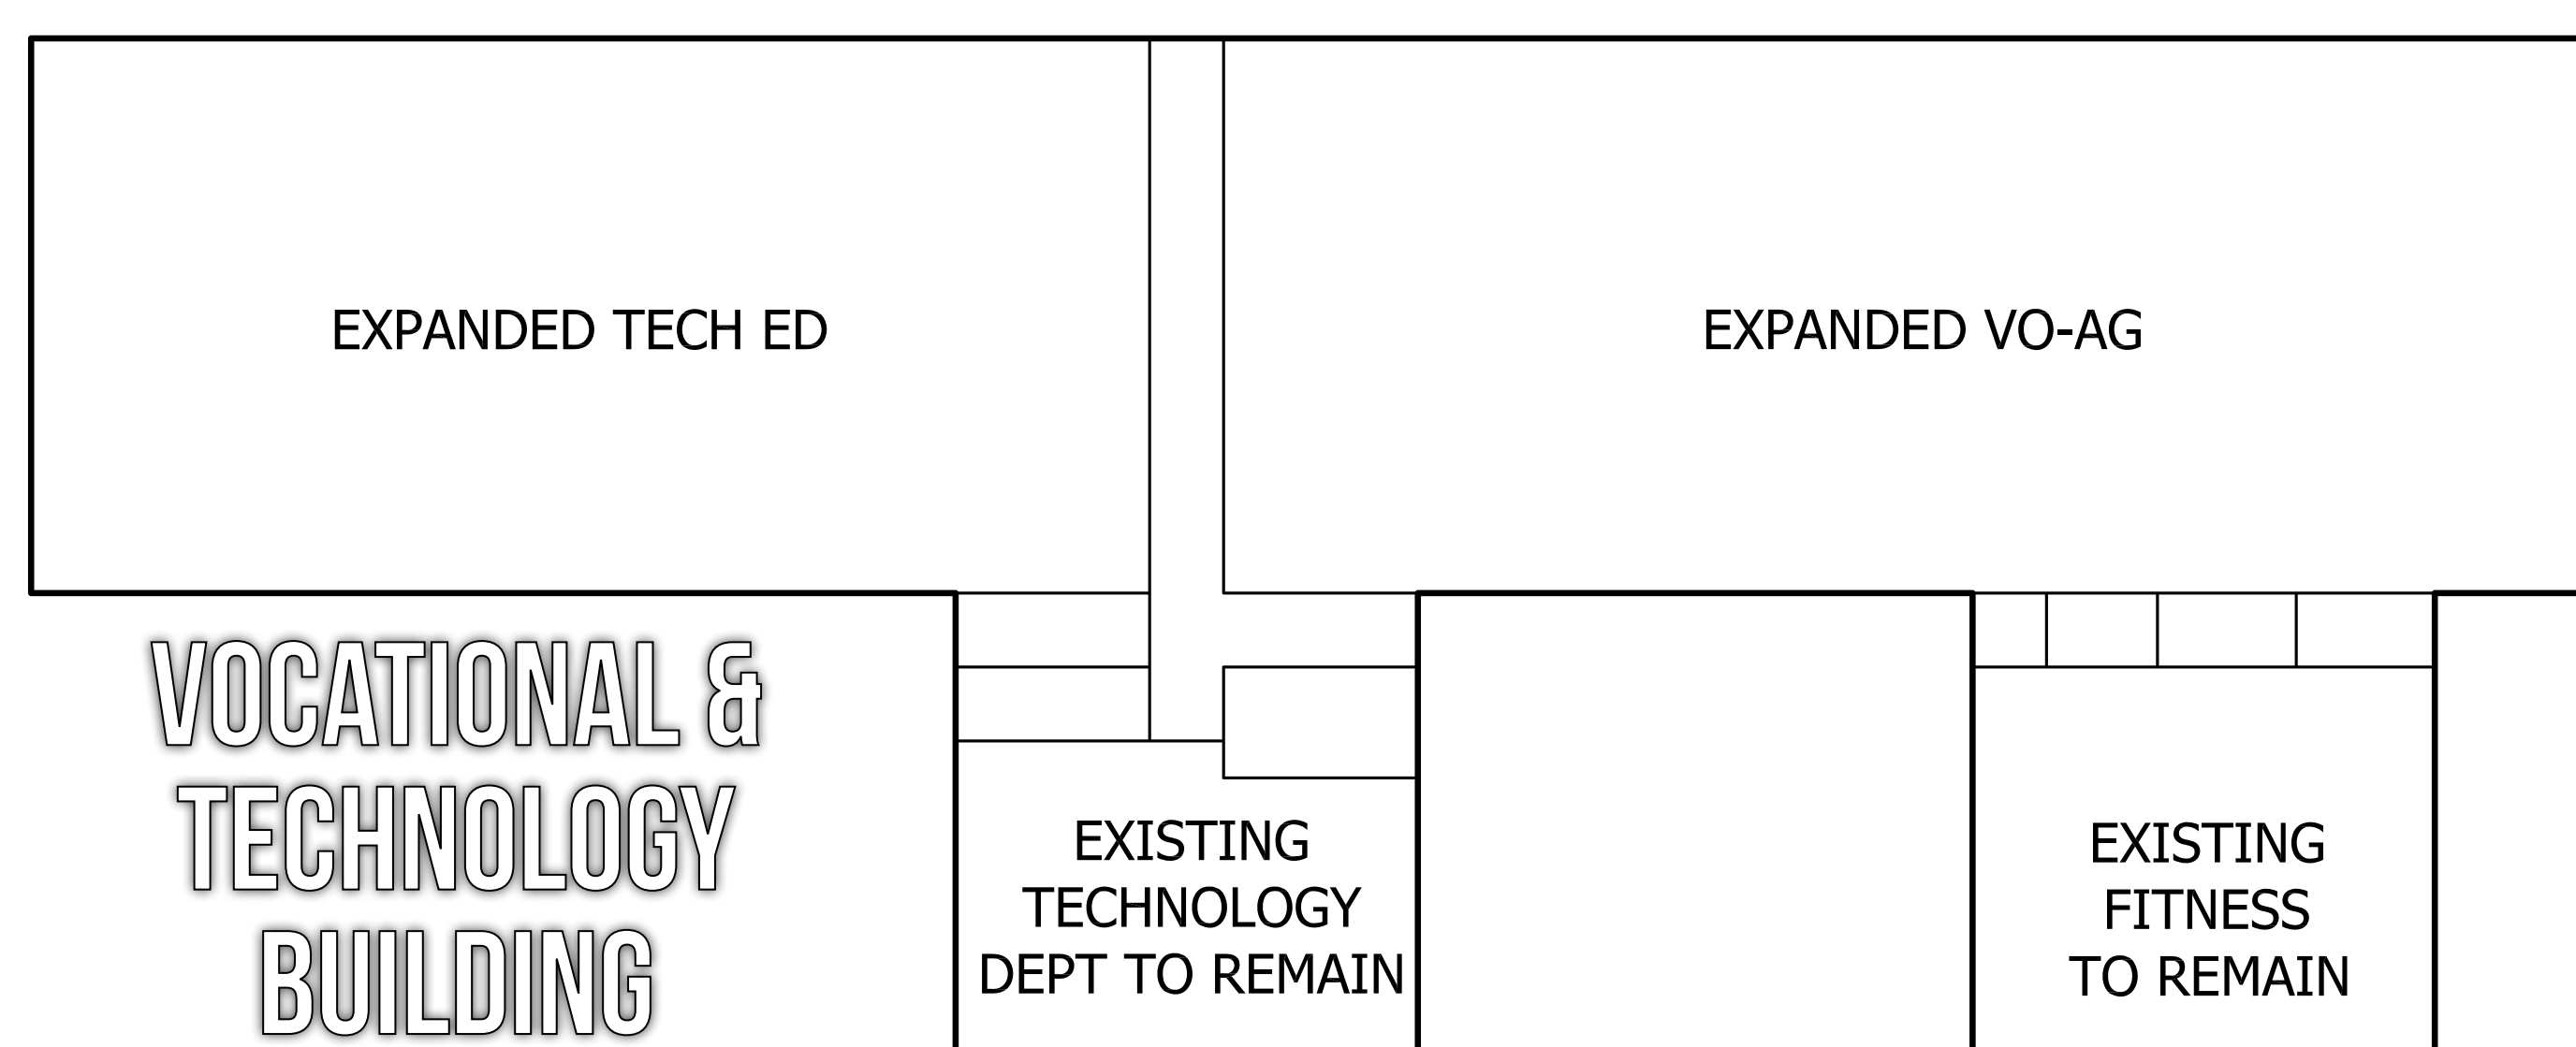 EXPANDED TECH ED
EXPANDED VO-AG
VOCATIONAL &
TECHNOLOGY
BUILDING
EXISTING
TECHNOLOGY
DEPT TO REMAIN
EXISTING
FITNESS
TO REMAIN